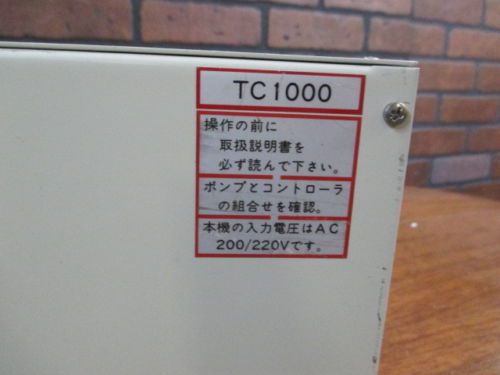 TC1000
操作の前に
取扱説明書を
必ず読んで下さい。
ポンプとコントローラ
の組合せを確認。
本機の入力電圧はAC
200/220Vです。